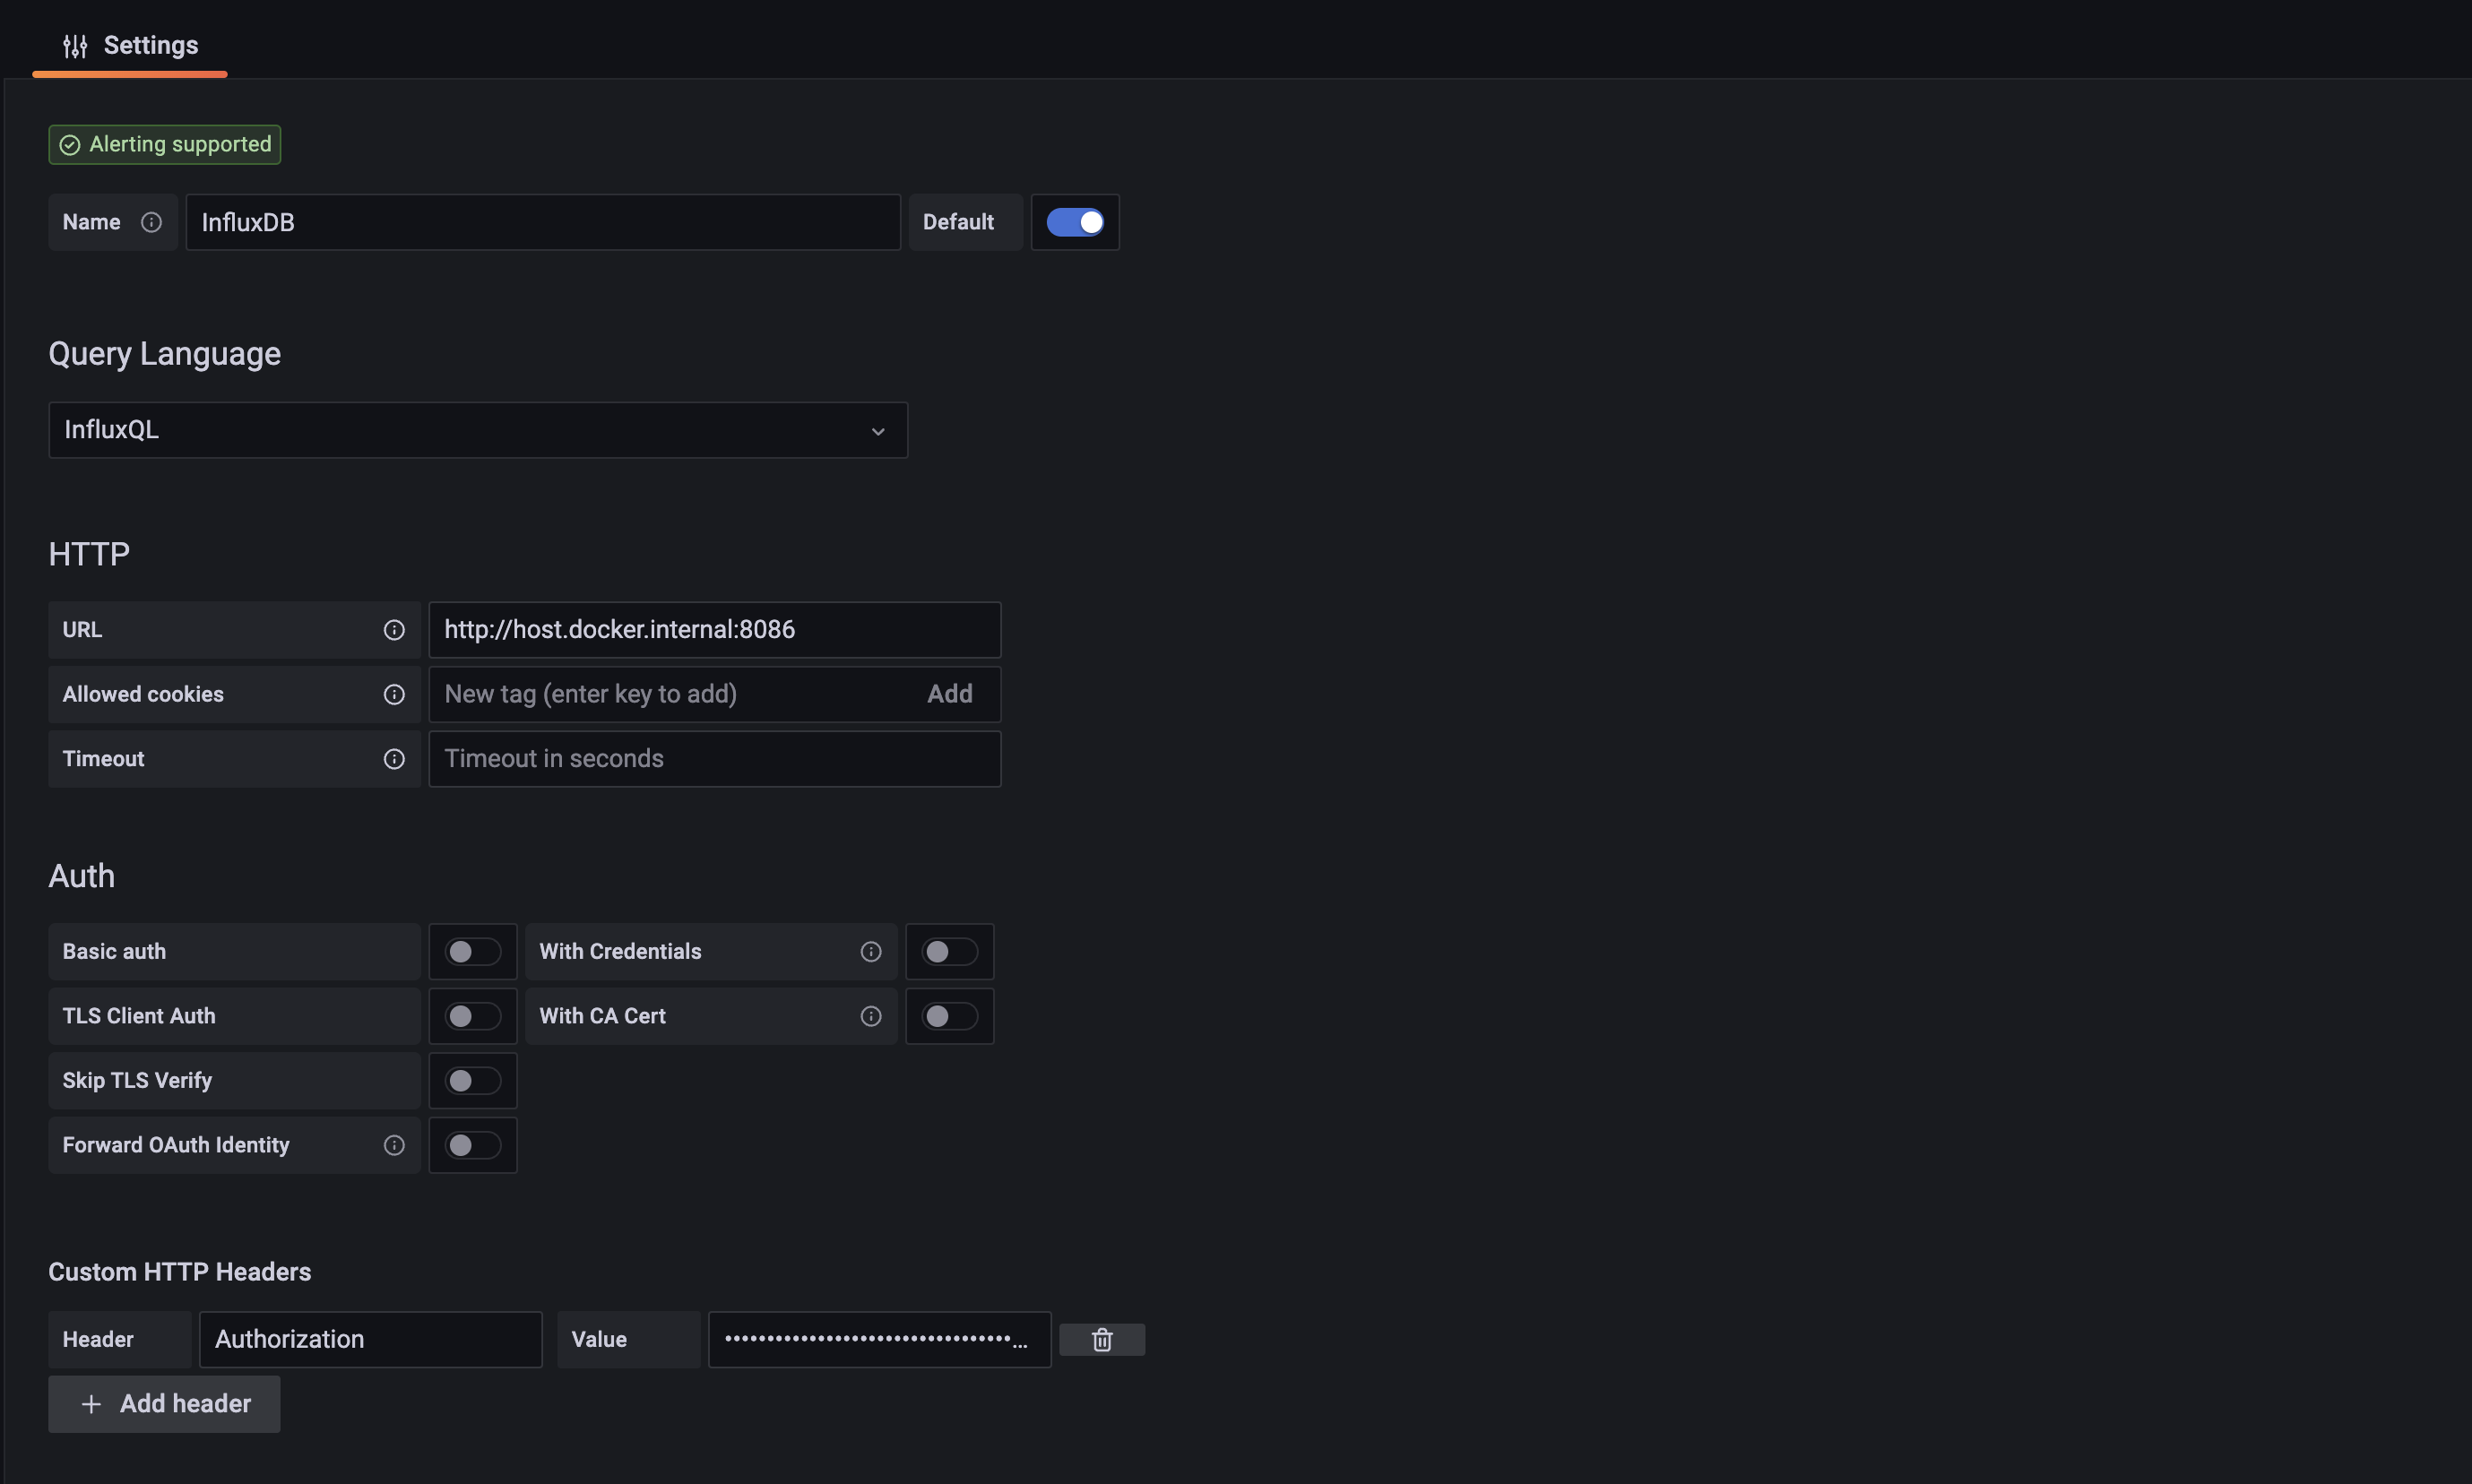 Settings
Alerting supported
Name InfluxDB Default
Query Language
InfluxQL
HTTP
URL http://host.docker.internal:8086
Allowed cookies New tag (enter key to add) Add
Timeout Timeout in seconds
Auth
Basic auth With Credentials
TLS Client Auth With CA Cert
Skip TLS Verify
Forward OAuth Identity
Custom HTTP Headers
Header Authorization Value ••••••••••••••••••••••••••••••••••...
Add header